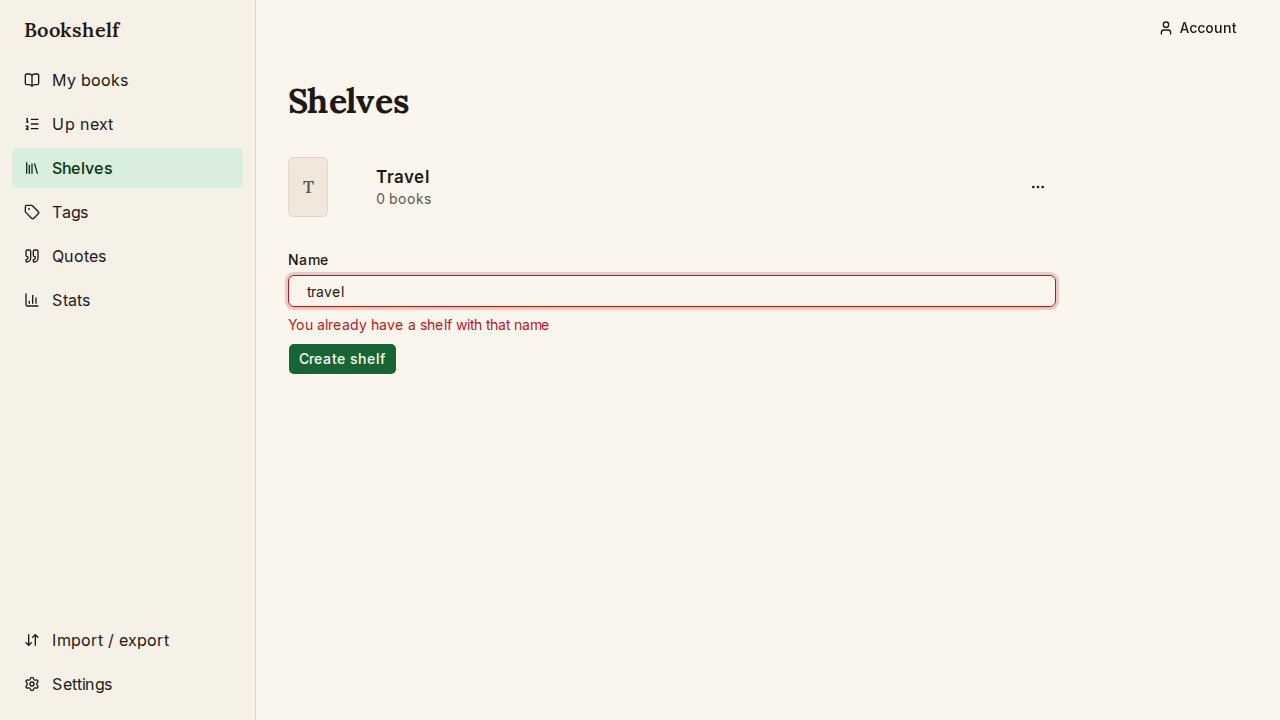 Bookshelf
My books
Up next
Shelves
Tags
Quotes
Stats
Import / export
Settings
Account
Shelves
T
Travel
0 books
Name
travel
You already have a shelf with that name
Create shelf